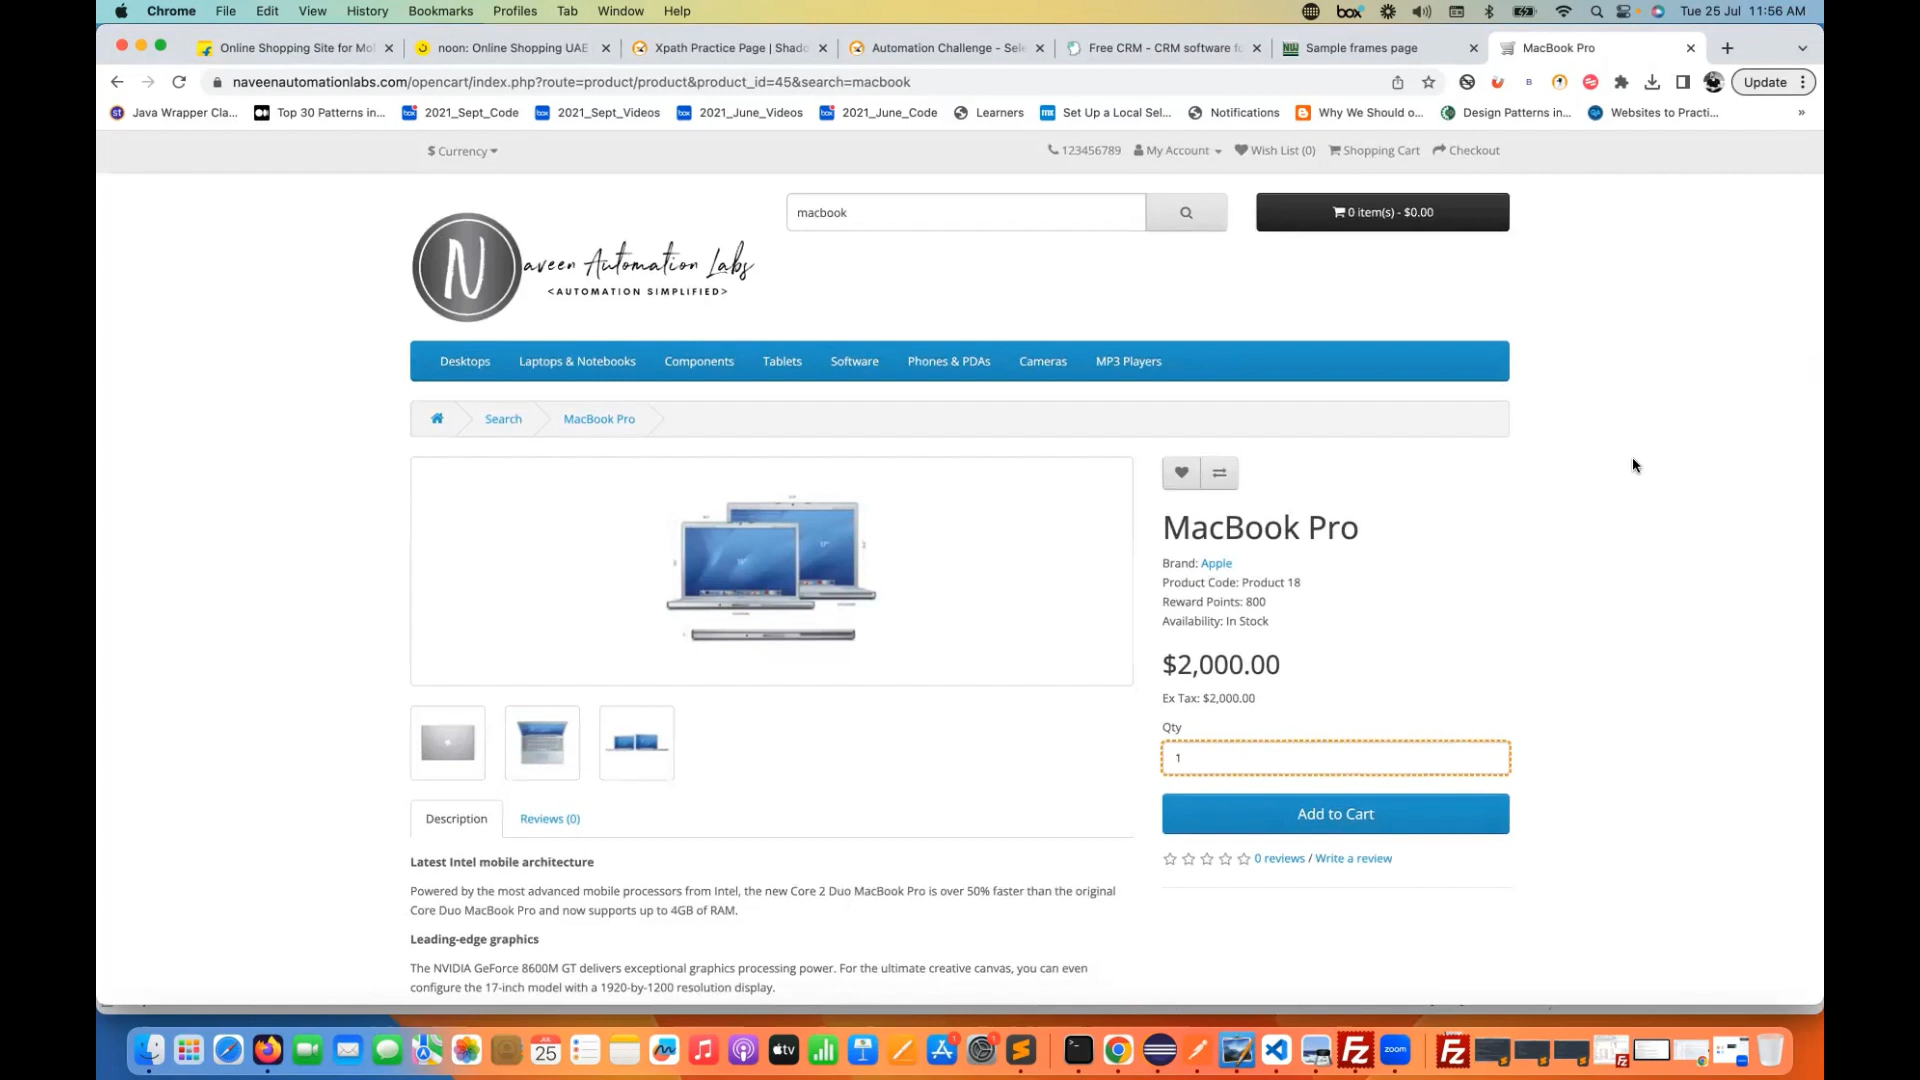 Chrome File Edit View History Bookmarks Profiles Tab Window Help box Tue 25 Jul 11:56 AM
Online Shopping Site for Mo noon: Online Shopping UAE Xpath Practice Page | Shado Automation Challenge - Sele Free CRM - CRM software fo Sample frames page MacBook Pro
naveenautomationlabs.com/opencart/index.php?route=product/product&product_id=45&search=macbook Update
Java Wrapper Cla... Top 30 Patterns in... 2021_Sept_Code 2021_Sept_Videos 2021_June_Videos 2021_June_Code Learners Set Up a Local Sel... Notifications Why We Should o... Design Patterns in... Websites to Practi... »
$ Currency 123456789 My Account Wish List (0) Shopping Cart Checkout
macbook 0 item(s) - $0.00
N aveen Automation Labs
<AUTOMATION SIMPLIFIED>
Desktops Laptops & Notebooks Components Tablets Software Phones & PDAs Cameras MP3 Players
Search MacBook Pro
MacBook Pro
Brand: Apple
Product Code: Product 18
Reward Points: 800
Availability: In Stock
$2,000.00
Ex Tax: $2,000.00
Qty
1
Add to Cart
0 reviews / Write a review
Description Reviews (0)
Latest Intel mobile architecture
Powered by the most advanced mobile processors from Intel, the new Core 2 Duo MacBook Pro is over 50% faster than the original
Core Duo MacBook Pro and now supports up to 4GB of RAM.
Leading-edge graphics
The NVIDIA GeForce 8600M GT delivers exceptional graphics processing power. For the ultimate creative canvas, you can even
configure the 17-inch model with a 1920-by-1200 resolution display.
JUL
25
tv
zoom